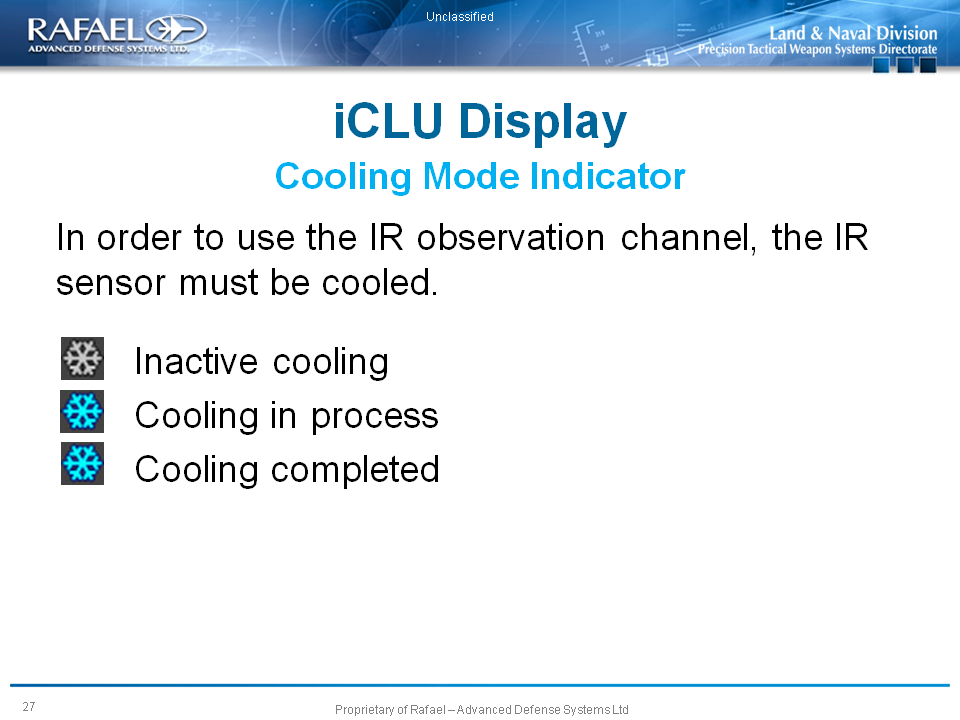 Unclassified
RAFAEL
ADVANCED DEFENSE SYSTEMS LTD.
Land & Naval Division
Precision Tactical Weapon Systems Directorate
iCLU Display
Cooling Mode Indicator
In order to use the IR observation channel, the IR
sensor must be cooled.
Inactive cooling
Cooling in process
Cooling completed
27
Proprietary of Rafael – Advanced Defense Systems Ltd